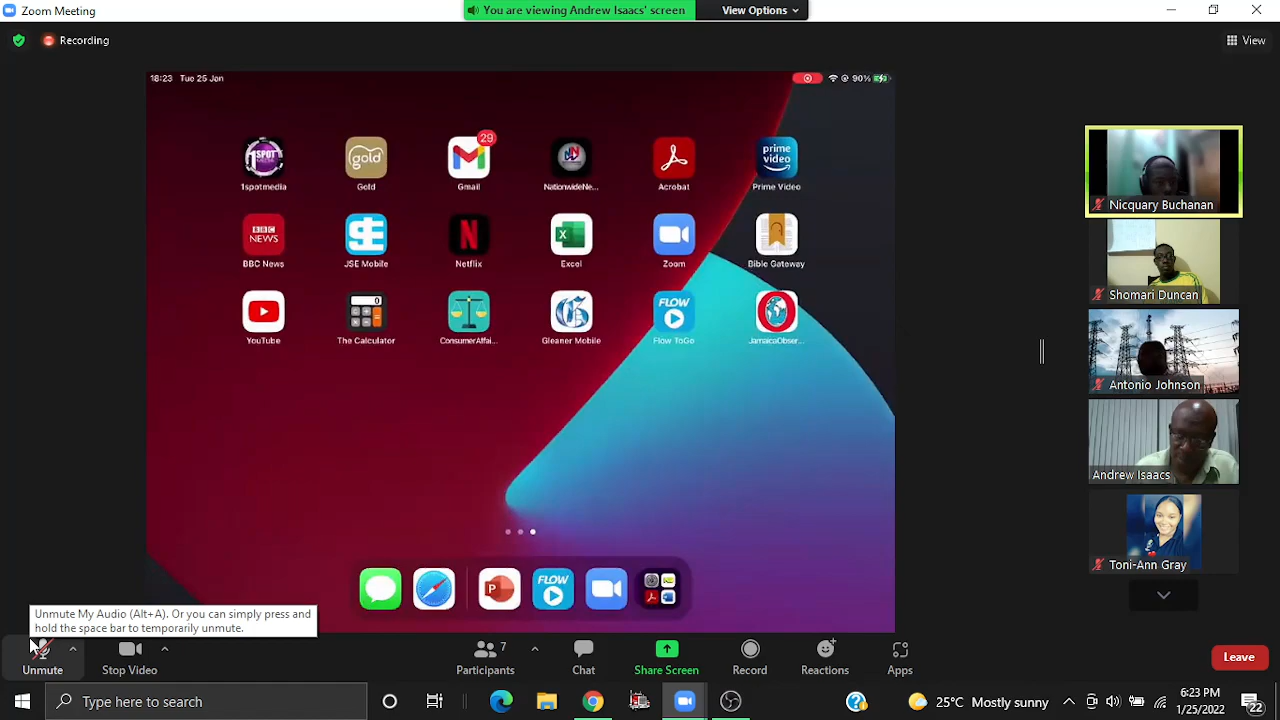 Zoom Meeting
You are viewing Andrew Isaacs' screen
View Options
Recording
View
18:23 Tue 25 Jan
90%
1SPOT
gold
29
prime video
1spotmedia
Gold
Gmail
NationwideNe...
Acrobat
Prime Video
BBC
NEWS
N
BBC News
JSE Mobile
Netflix
Excel
Zoom
Bible Gateway
0
FLOW
YouTube
The Calculator
ConsumerAffai...
Gleaner Mobile
Flow ToGo
JamaicaObser...
FLOW
Nicquary Buchanan
Shomari Duncan
Antonio Johnson
Andrew Isaacs
Toni-Ann Gray
Unmute My Audio (Alt+A). Or you can simply press and
hold the space bar to temporarily unmute.
Unmute
Stop Video
7
Participants
Chat
Share Screen
Record
Reactions
Apps
Leave
Type here to search
25°C Mostly sunny
6:23 PM
1/25/2022
22